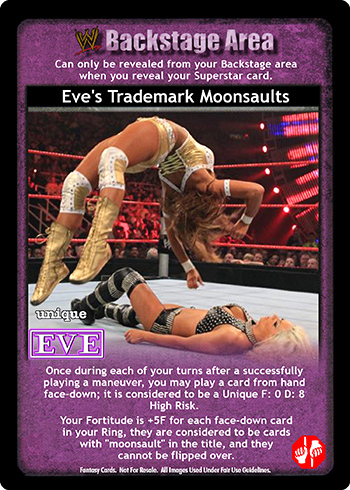 W Backstage Area
Can only be revealed from your Backstage area
when you reveal your Superstar card.
Eve's Trademark Moonsaults
unique
EVE
Once during each of your turns after a successfully
playing a maneuver, you may play a card from hand
face-down; it is considered to be a Unique F: 0 D: 8
High Risk.
Your Fortitude is +5F for each face-down card
in your Ring, they are considered to be cards
with "moonsault" in the title, and they
cannot be flipped over.
Fantasy Cards. Not For Resale. All Images Used Under Fair Use Guidelines.